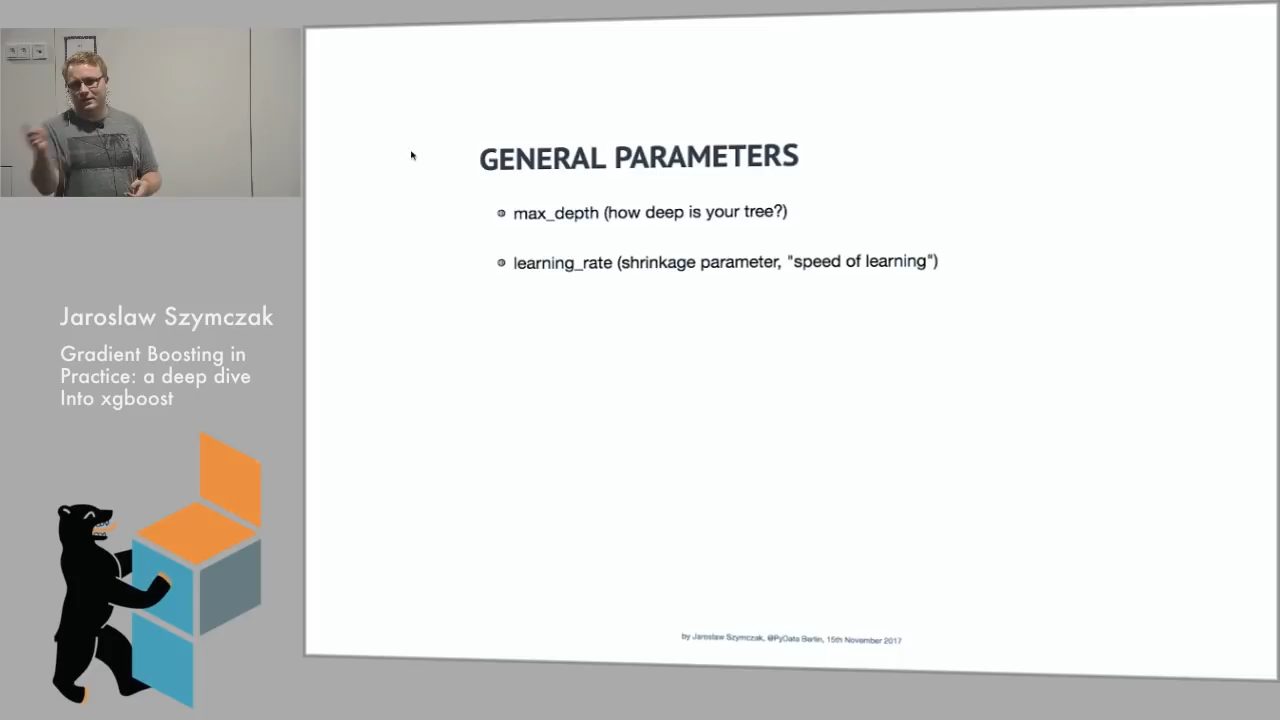 Jaroslaw Szymczak
Gradient Boosting in
Practice: a deep dive
Into xgboost
GENERAL PARAMETERS
max_depth (how deep is your tree?)
learning_rate (shrinkage parameter, "speed of learning")
by Jaroslaw Szymczak, @PyData Berlin, 15th November 2017